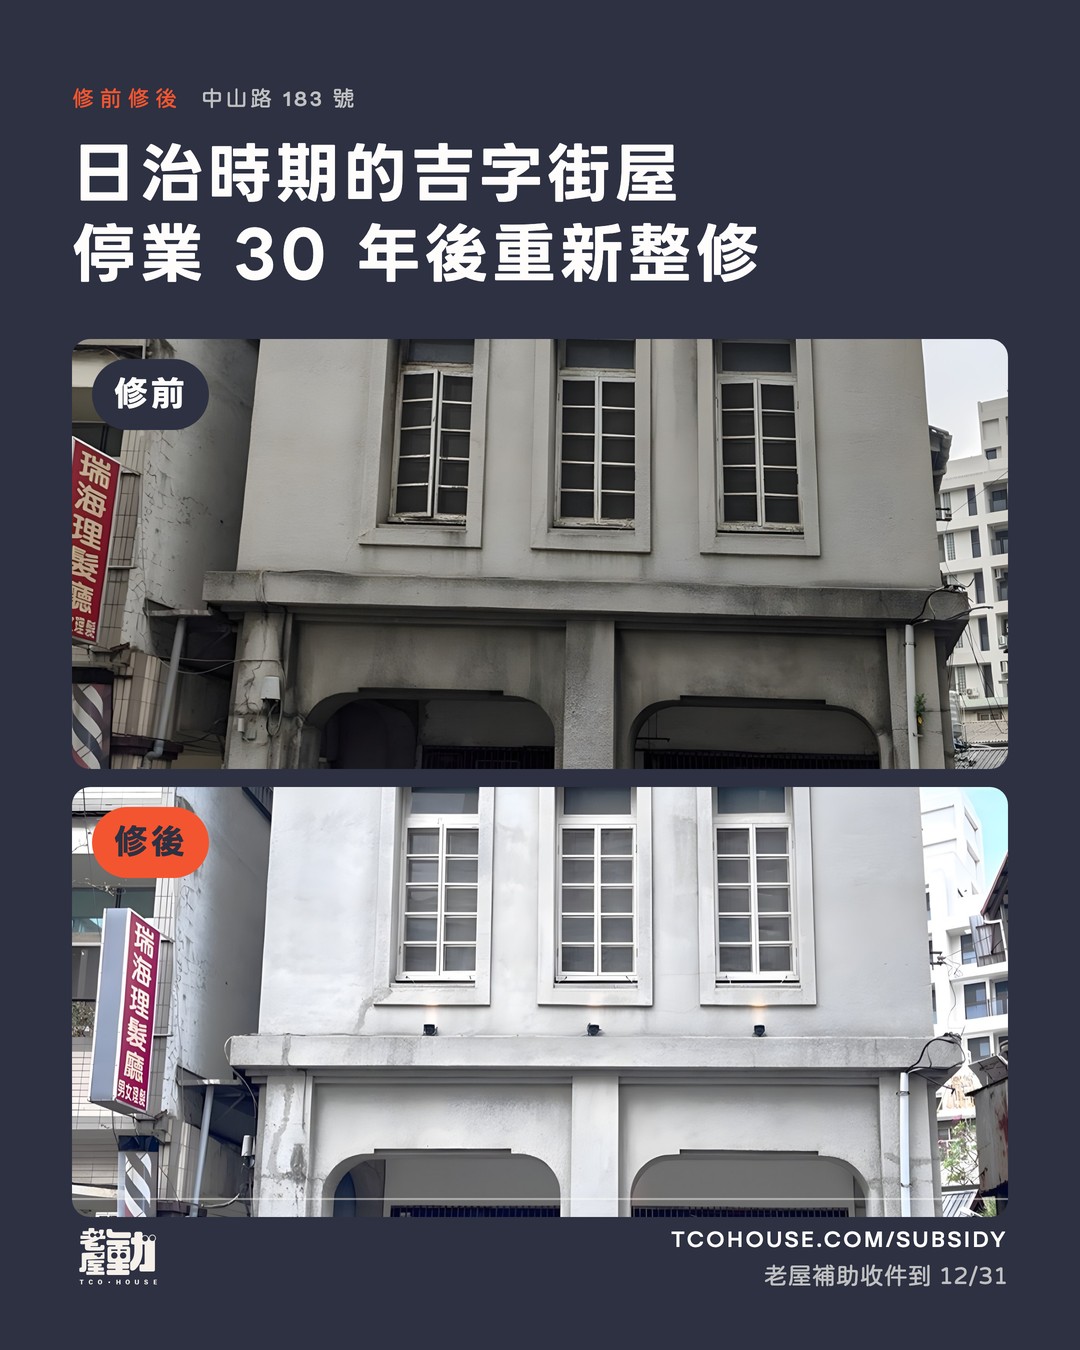 修前修後 中山路 183 號
日治時期的吉字街屋
停業 30 年後重新整修
修前
瑞海理髮廳
修後
瑞海理髮廳
男女理髮
老屋動
TCO·HOUSE
TCOHOUSE.COM/SUBSIDY
老屋補助收件到 12/31